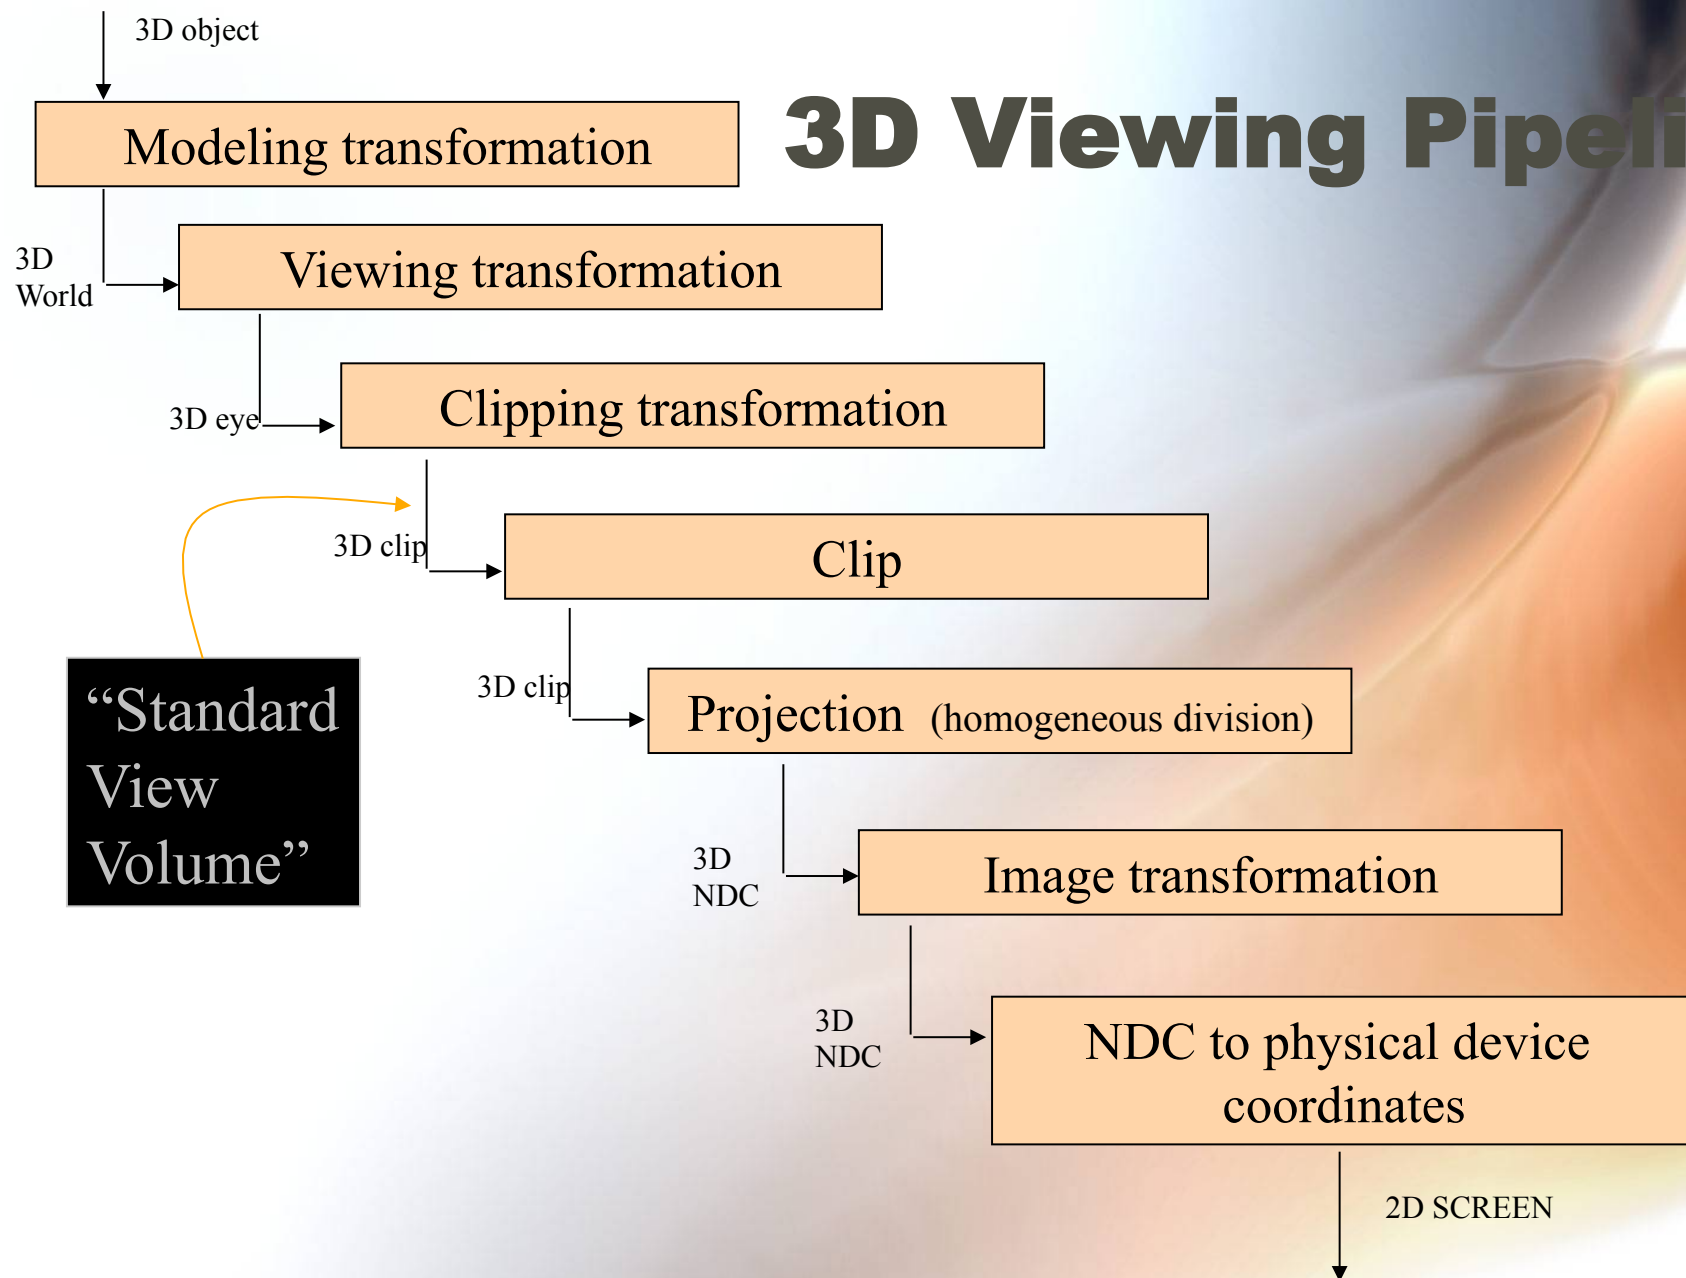 3D object
3D Viewing Pipeli
Modeling transformation
3D
World
Viewing transformation
3D eye
Clipping transformation
3D clip
Clip
3D clip
Projection (homogeneous division)
“Standard
View
Volume”
3D
NDC
Image transformation
3D
NDC
NDC to physical device
coordinates
2D SCREEN